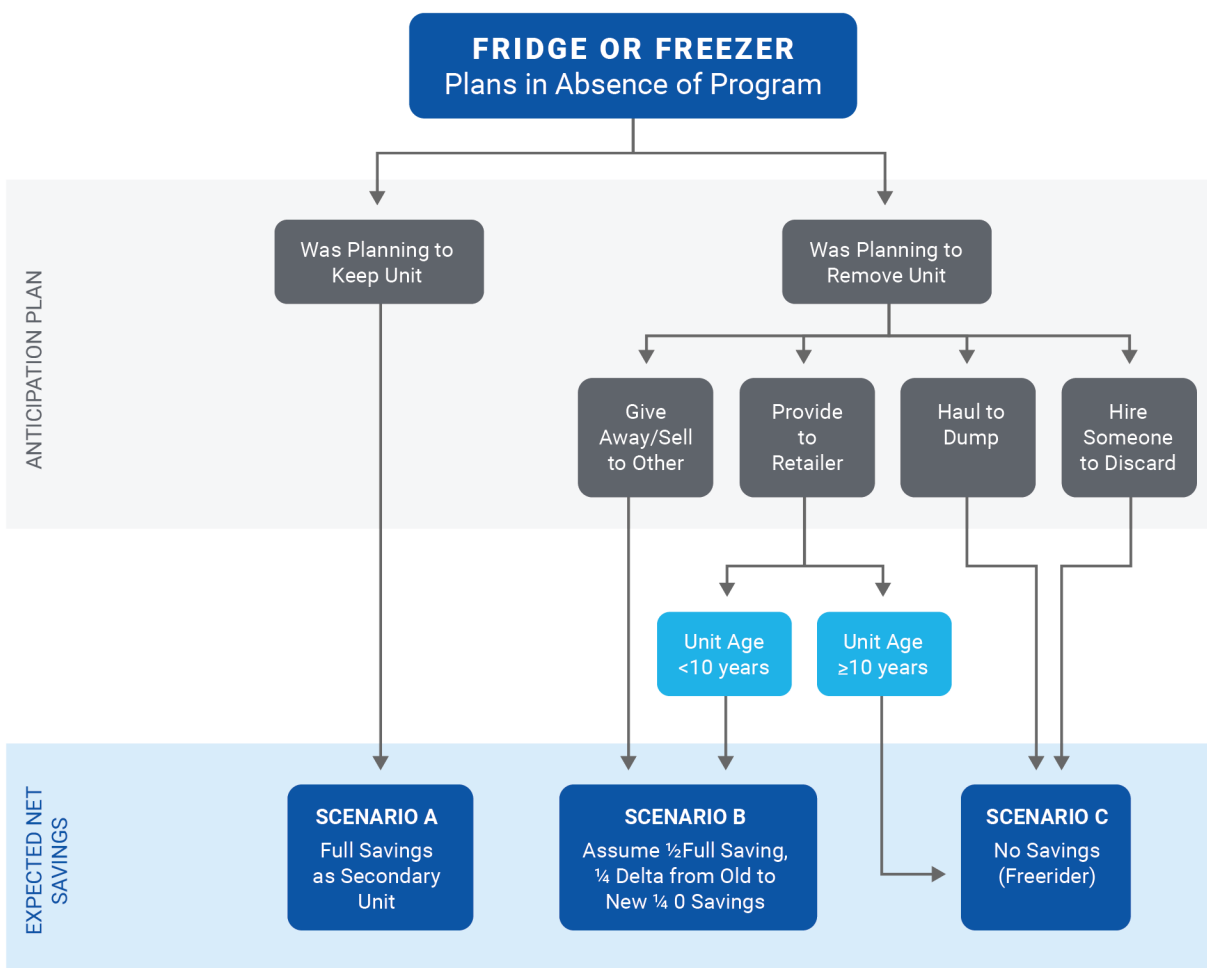 FRIDGE OR FREEZER
Plans in Absence of Program
ANTICIPATION PLAN
Was Planning to
Keep Unit
Was Planning to
Remove Unit
Give
Away/Sell
to Other
Provide
to
Retailer
Haul to
Dump
Hire
Someone
to Discard
Unit Age
<10 years
Unit Age
≥10 years
EXPECTED NET
SAVINGS
SCENARIO A
Full Savings
as Secondary
Unit
SCENARIO B
Assume ½Full Saving,
¼ Delta from Old to
New ¼ 0 Savings
SCENARIO C
No Savings
(Freerider)